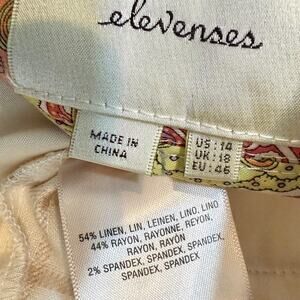 elevenses
MADE IN
CHINA
US: 14
UK: 18
EU: 46
54% LINEN, LIN, LEINEN, LINO, LINO
44% RAYON, RAYONNE, REYON,
RAYON, RAYÓN
2% SPANDEX, SPANDEX, SPANDEX,
SPANDEX, SPANDEX